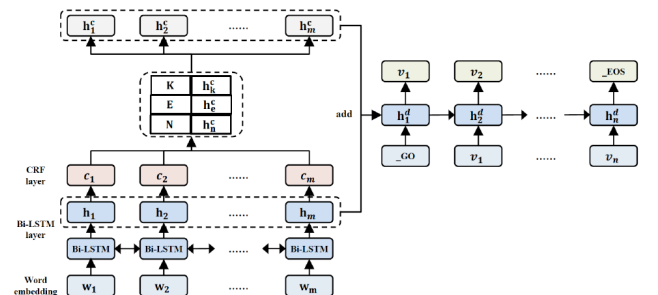 h₁ᶜ h₂ᶜ ...... hₘᶜ
v₁ v₂ ...... _EOS
K hₖᶜ
E hₑᶜ
N hₙᶜ
add
h₁ᵈ h₂ᵈ ...... hₙᵈ
_GO v₁ ...... vₙ
CRF layer
c₁ c₂ ...... cₘ
h₁ h₂ ...... hₘ
Bi-LSTM layer
Bi-LSTM Bi-LSTM ...... Bi-LSTM
Word embedding
w₁ w₂ ...... wₘ